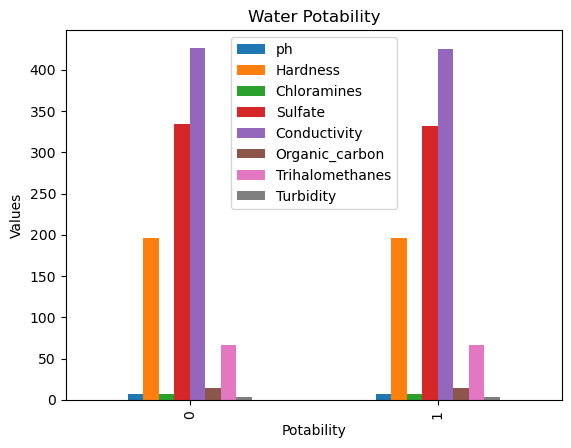 Water Potability
400
350
300
250
200
150
100
50
0
Values
ph
Hardness
Chloramines
Sulfate
Conductivity
Organic_carbon
Trihalomethanes
Turbidity
0
1
Potability